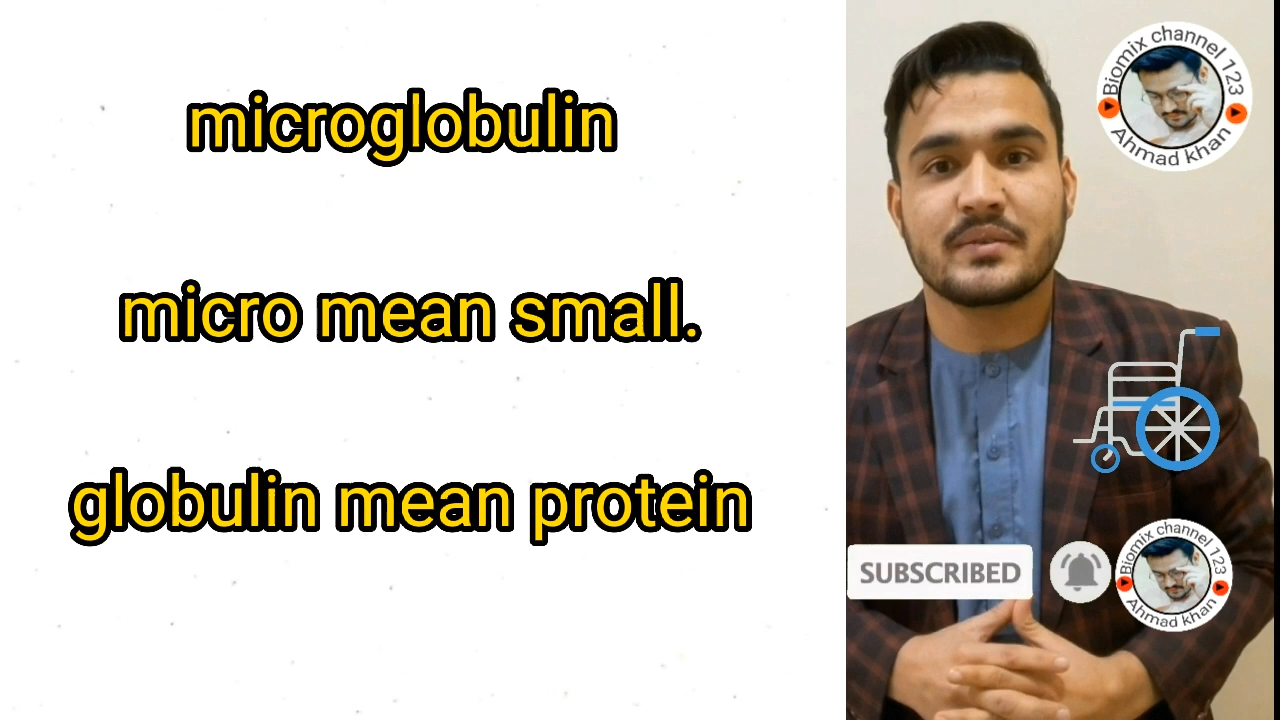 microglobulin
micro mean small.
globulin mean protein
Biomix channel 123
Ahmad khan
SUBSCRIBED
Biomix channel 123
Ahmad khan